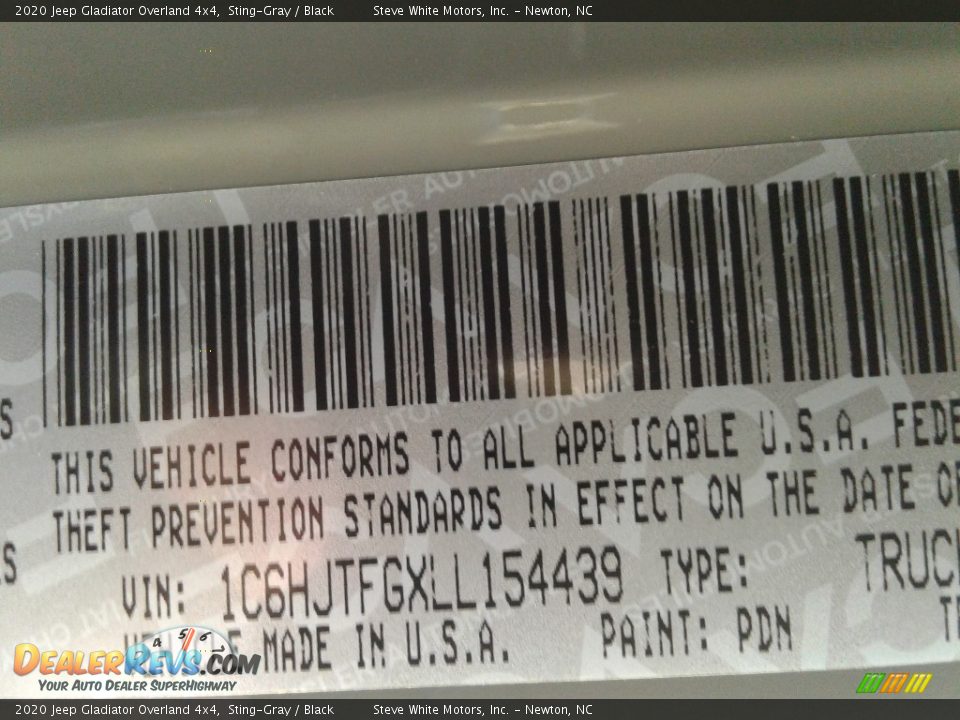 2020 Jeep Gladiator Overland 4x4, Sting-Gray / Black Steve White Motors, Inc. - Newton, NC
THIS VEHICLE CONFORMS TO ALL APPLICABLE U.S.A. FEDE
THEFT PREVENTION STANDARDS IN EFFECT ON THE DATE OF
VIN: 1C6HJTFGXLL154439 TYPE: TRUCK
MADE IN U.S.A. PAINT: PDN
DEALERREVS.COM
YOUR AUTO DEALER SUPERHIGHWAY
2020 Jeep Gladiator Overland 4x4, Sting-Gray / Black Steve White Motors, Inc. - Newton, NC